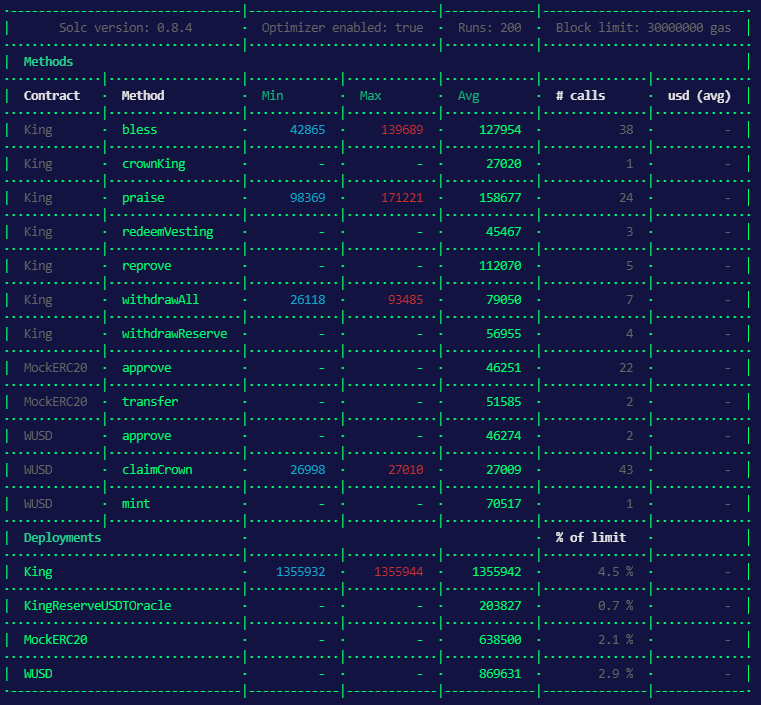 Solc version: 0.8.4 · Optimizer enabled: true · Runs: 200 · Block limit: 30000000 gas
Methods
Contract · Method · Min · Max · Avg · # calls · usd (avg)
King · bless · 42865 · 139689 · 127954 · 38 · -
King · crownKing · - · - · 27020 · 1 · -
King · praise · 98369 · 171221 · 158677 · 24 · -
King · redeemVesting · - · - · 45467 · 3 · -
King · reprove · - · - · 112070 · 5 · -
King · withdrawAll · 26118 · 93485 · 79050 · 7 · -
King · withdrawReserve · - · - · 56955 · 4 · -
MockERC20 · approve · - · - · 46251 · 22 · -
MockERC20 · transfer · - · - · 51585 · 2 · -
WUSD · approve · - · - · 46274 · 2 · -
WUSD · claimCrown · 26998 · 27010 · 27009 · 43 · -
WUSD · mint · - · - · 70517 · 1 · -
Deployments · · % of limit ·
King · 1355932 · 1355944 · 1355942 · 4.5 % · -
KingReserveUSDTOracle · - · - · 203827 · 0.7 % · -
MockERC20 · - · - · 638500 · 2.1 % · -
WUSD · - · - · 869631 · 2.9 % · -